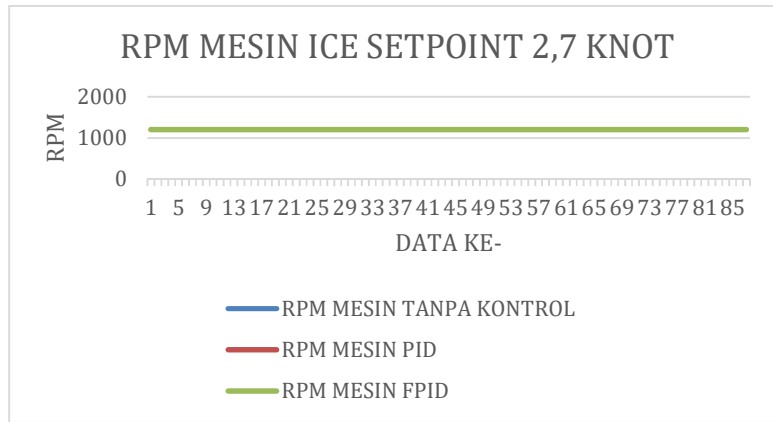 RPM MESIN ICE SETPOINT 2,7 KNOT
RPM
2000
1000
0
1 5 9 13 17 21 25 29 33 37 41 45 49 53 57 61 65 69 73 77 81 85
DATA KE-
RPM MESIN TANPA KONTROL
RPM MESIN PID
RPM MESIN FPID